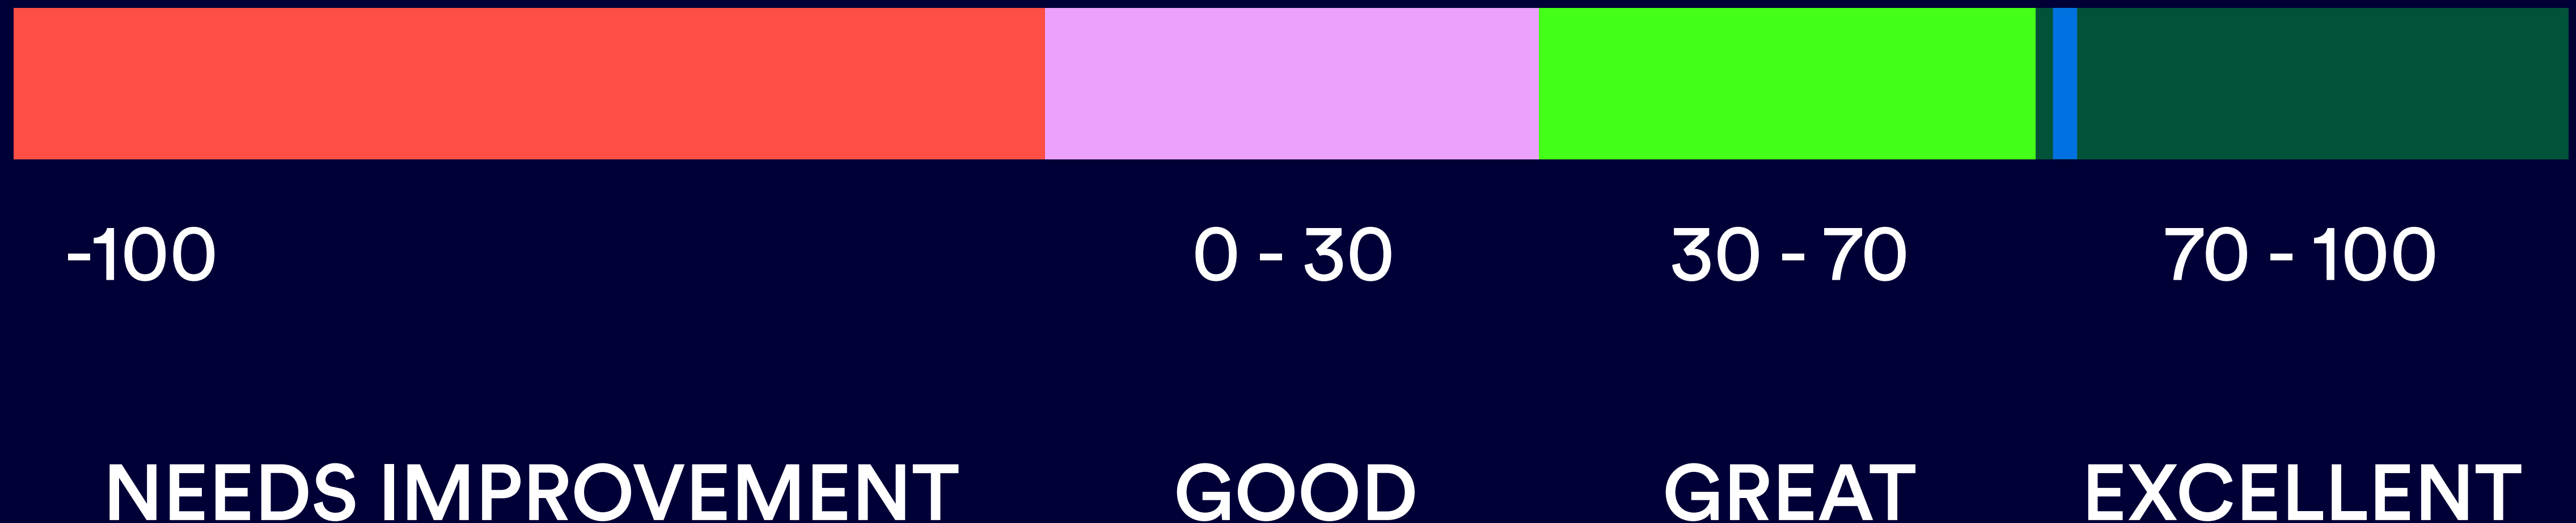 -100 0 - 30 30 - 70 70 - 100
NEEDS IMPROVEMENT GOOD GREAT EXCELLENT